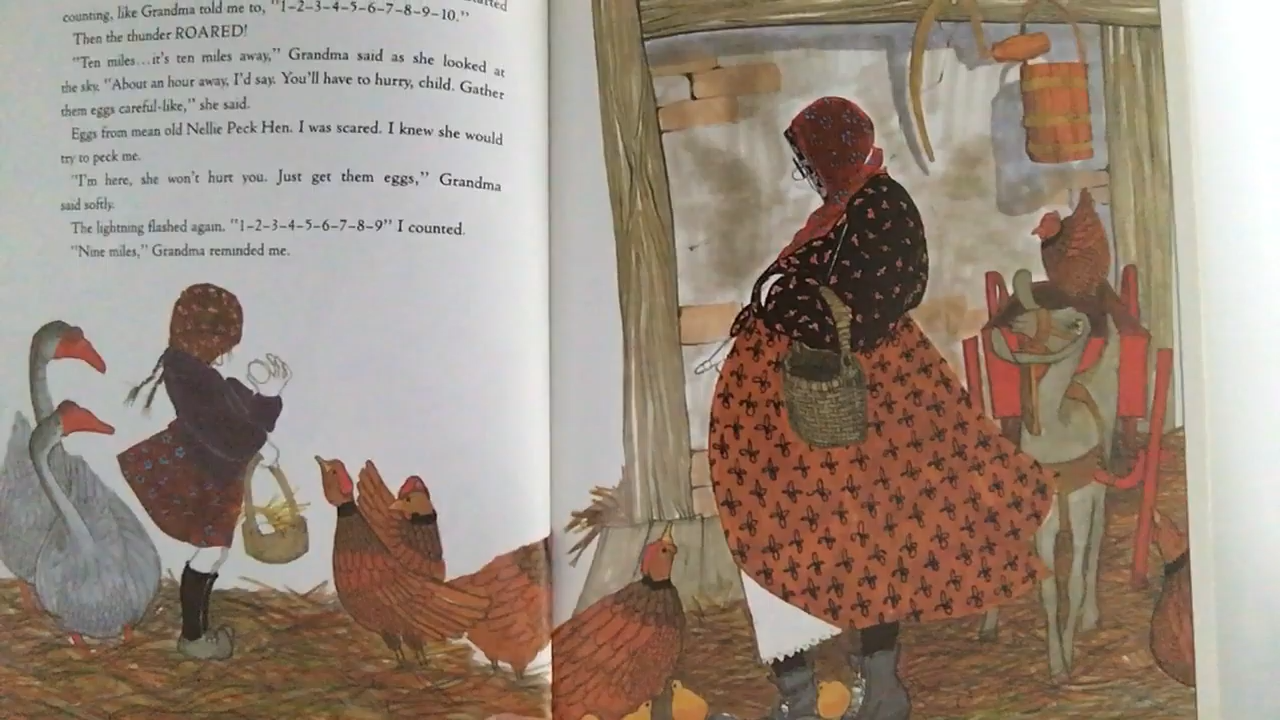 counting, like Grandma told me to, "1–2–3–4–5–6–7–8–9–10."
Then the thunder ROARED!
"Ten miles...it's ten miles away," Grandma said as she looked at
the sky. "About an hour away, I'd say. You'll have to hurry, child. Gather
them eggs careful-like," she said.
Eggs from mean old Nellie Peck Hen. I was scared. I knew she would
try to peck me.
"I'm here, she won't hurt you. Just get them eggs," Grandma
said softly.
The lightning flashed again. "1–2–3–4–5–6–7–8–9" I counted.
"Nine miles," Grandma reminded me.